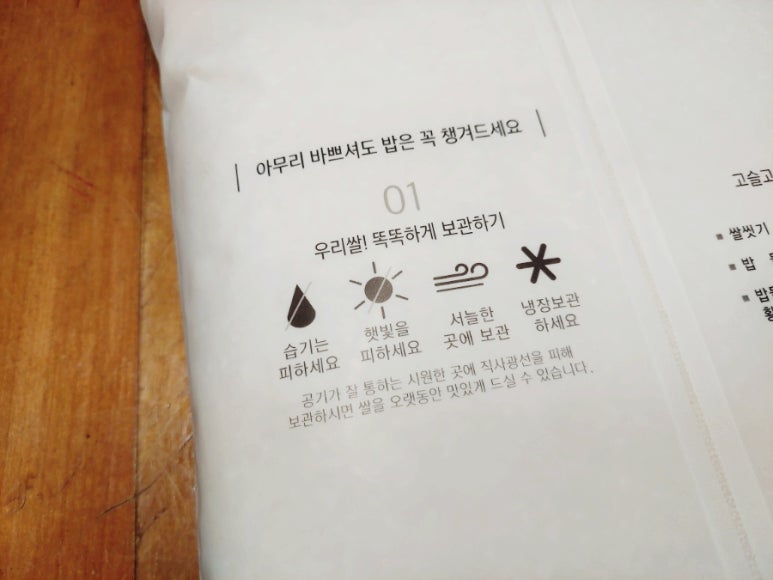 아무리 바쁘셔도 밥은 꼭 챙겨드세요
01
우리쌀! 똑똑하게 보관하기
습기는
피하세요
햇빛을
피하세요
서늘한
곳에 보관
냉장보관
하세요
공기가 잘 통하는 시원한 곳에 직사광선을 피해
보관하시면 쌀을 오랫동안 맛있게 드실 수 있습니다.
고슬고
■ 쌀씻기
■ 밥
■